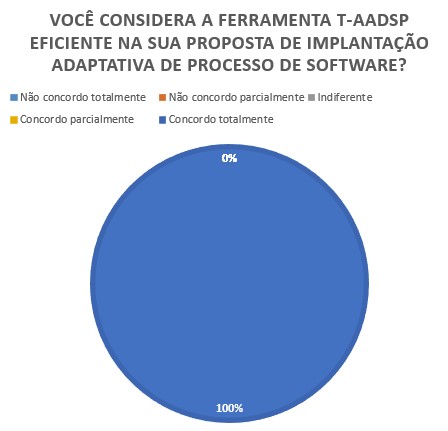 VOCÊ CONSIDERA A FERRAMENTA T-AADSP
EFICIENTE NA SUA PROPOSTA DE IMPLANTAÇÃO
ADAPTATIVA DE PROCESSO DE SOFTWARE?
Não concordo totalmente Não concordo parcialmente Indiferente
Concordo parcialmente Concordo totalmente
0%
100%